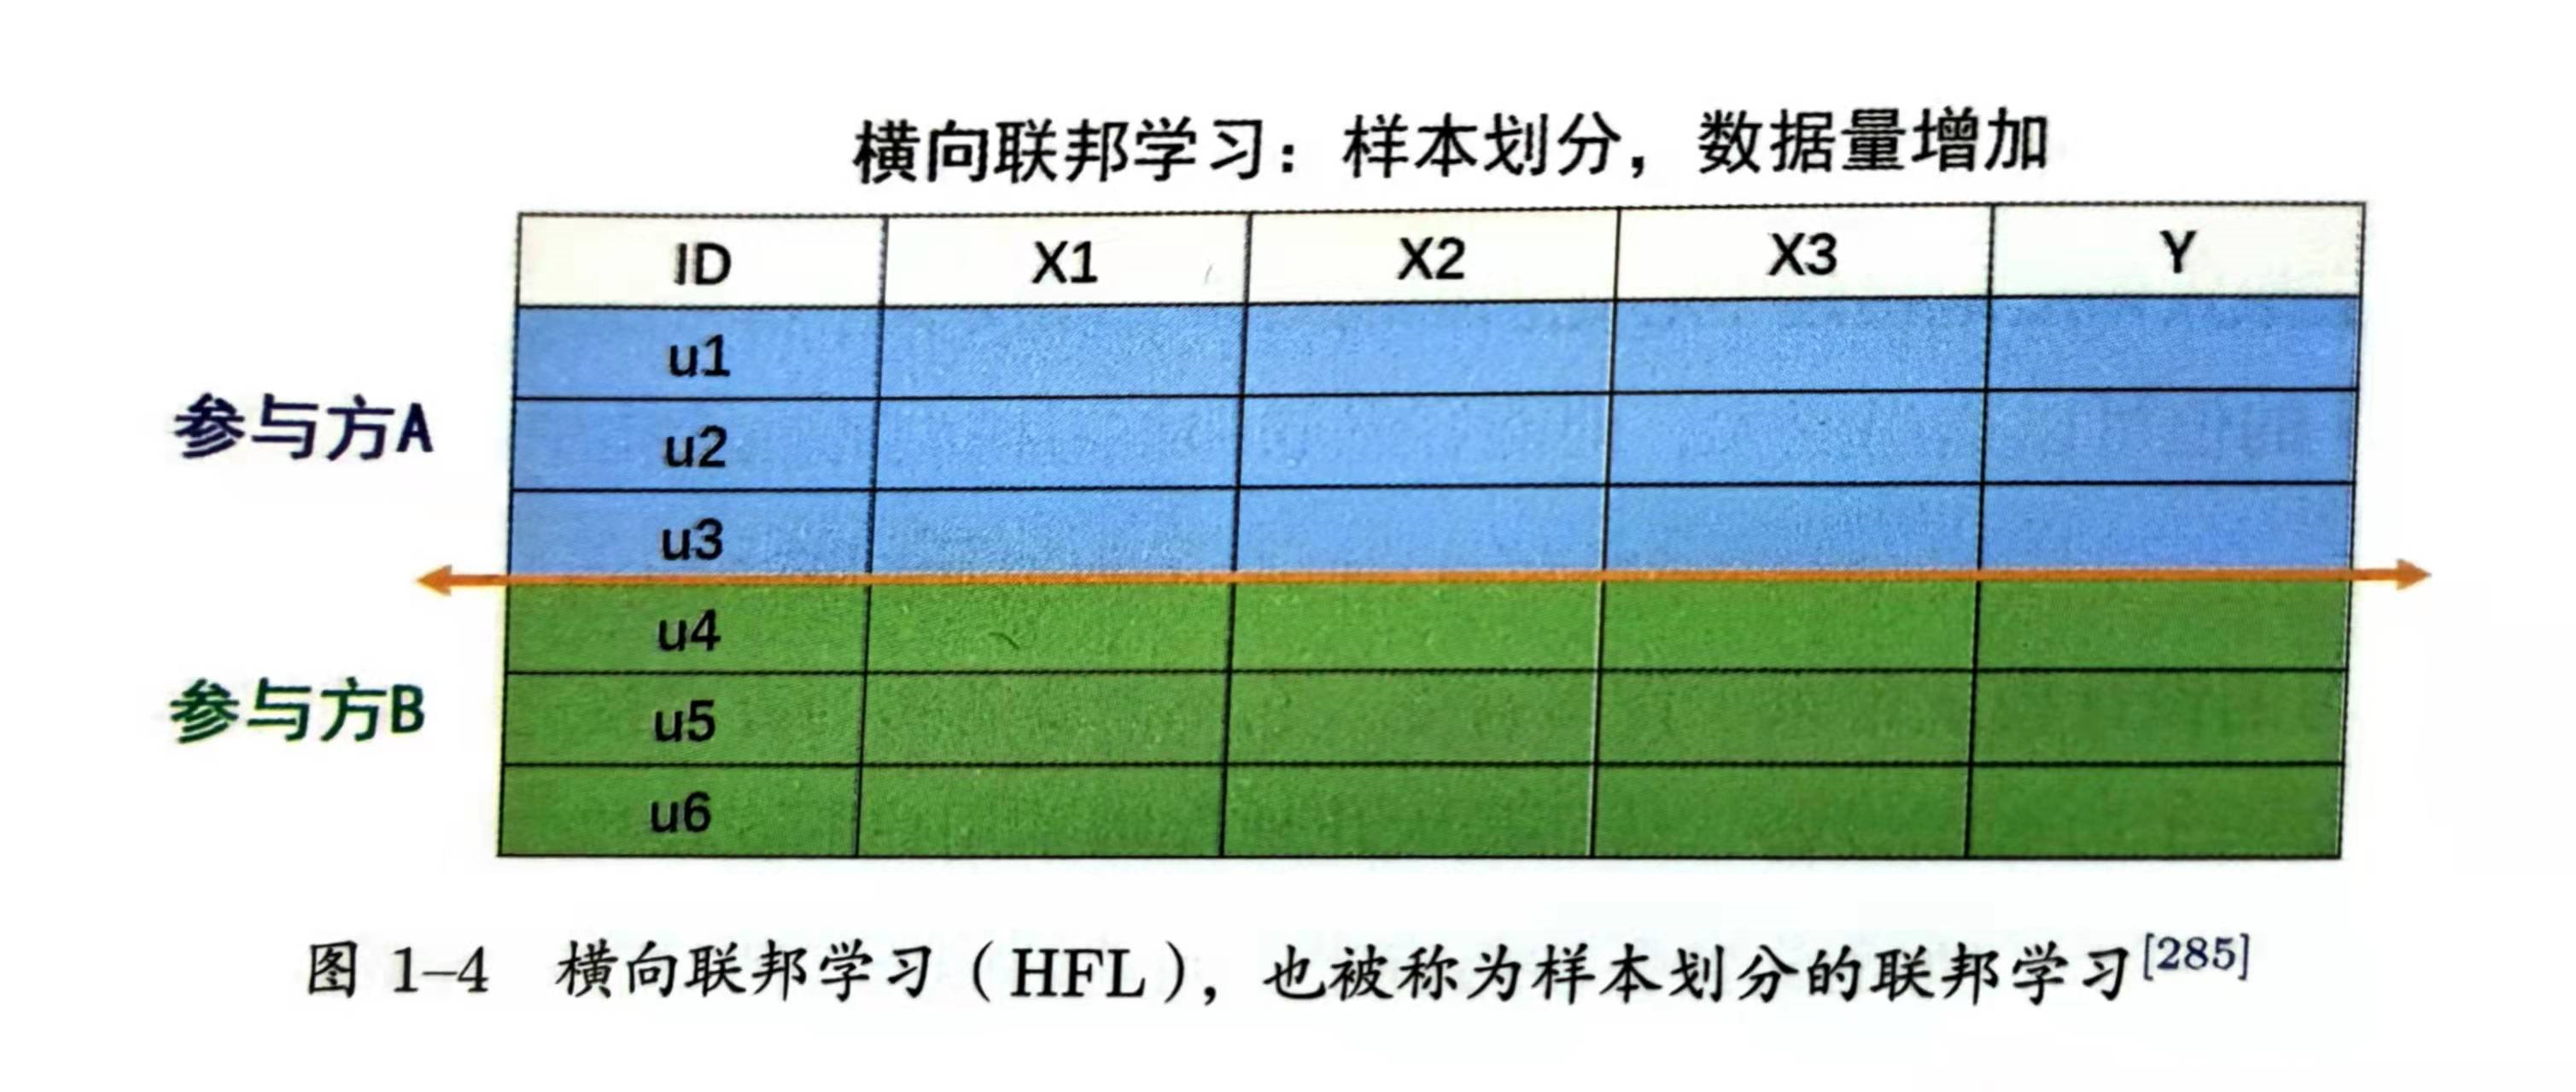 横向联邦学习：样本划分，数据量增加
ID X1 X2 X3 Y
u1
u2
参与方A
u3
u4
u5
参与方B
u6
图 1-4 横向联邦学习（HFL），也被称为样本划分的联邦学习[285]